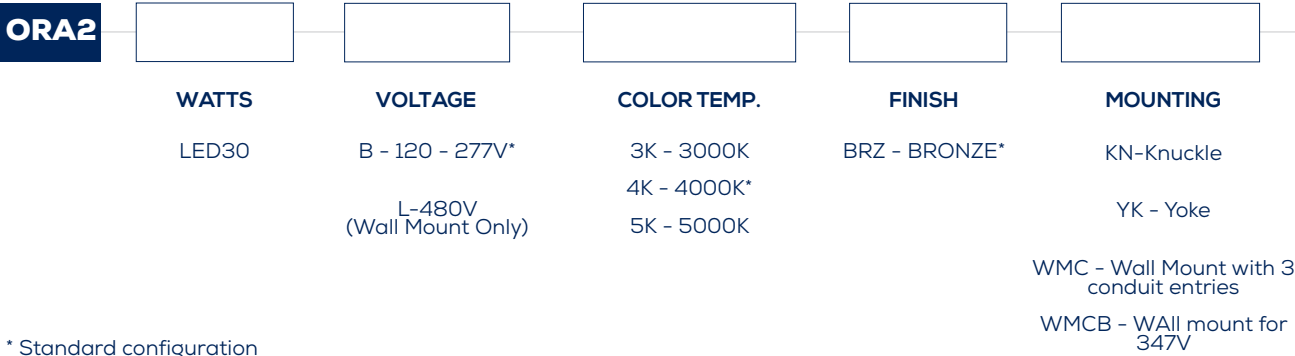 ORA2
WATTS
LED30
VOLTAGE
B - 120 - 277V*
L-480V
(Wall Mount Only)
COLOR TEMP.
3K - 3000K
4K - 4000K*
5K - 5000K
FINISH
BRZ - BRONZE*
MOUNTING
KN-Knuckle
YK - Yoke
WMC - Wall Mount with 3
conduit entries
WMCB - WAll mount for
347V
* Standard configuration